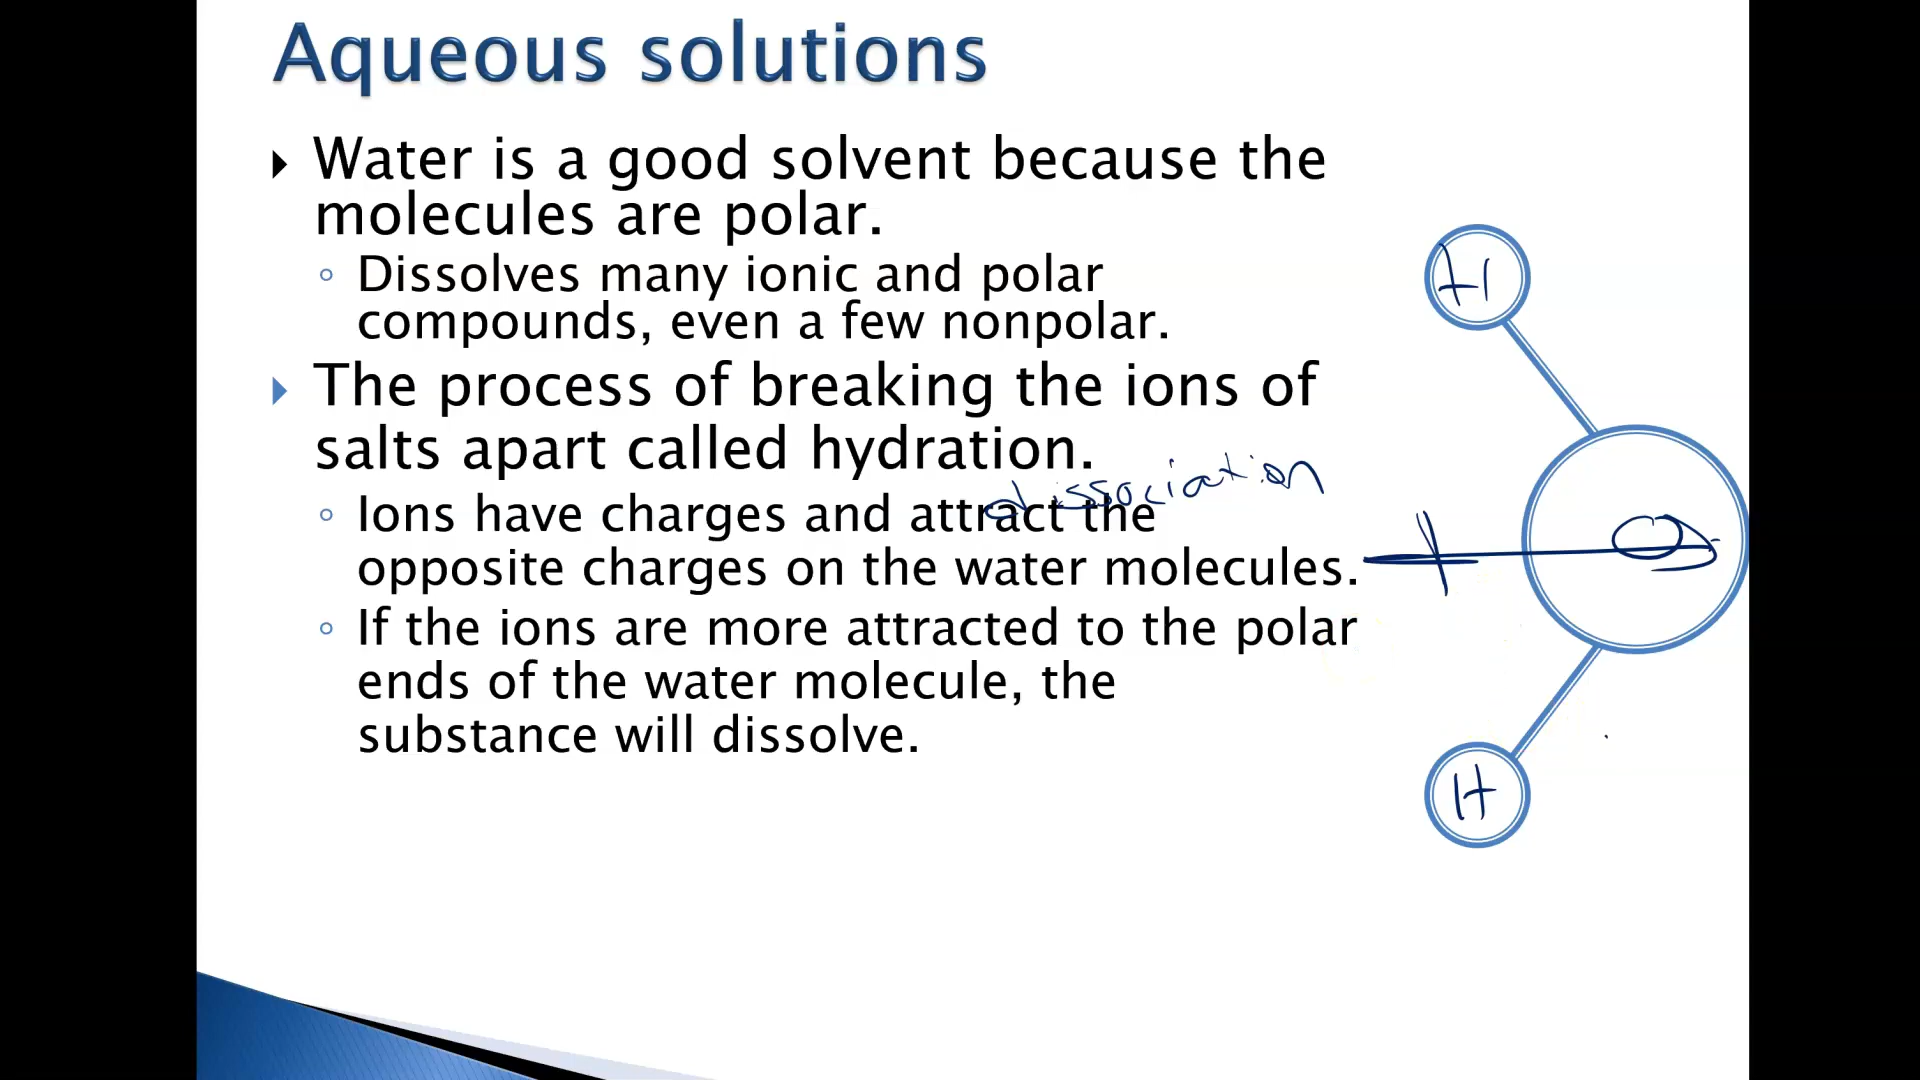 Aqueous solutions
Water is a good solvent because the
molecules are polar.
Dissolves many ionic and polar
compounds, even a few nonpolar.
The process of breaking the ions of
salts apart called hydration.
dissociation
Ions have charges and attract the
opposite charges on the water molecules.
If the ions are more attracted to the polar
ends of the water molecule, the
substance will dissolve.
H
O
H